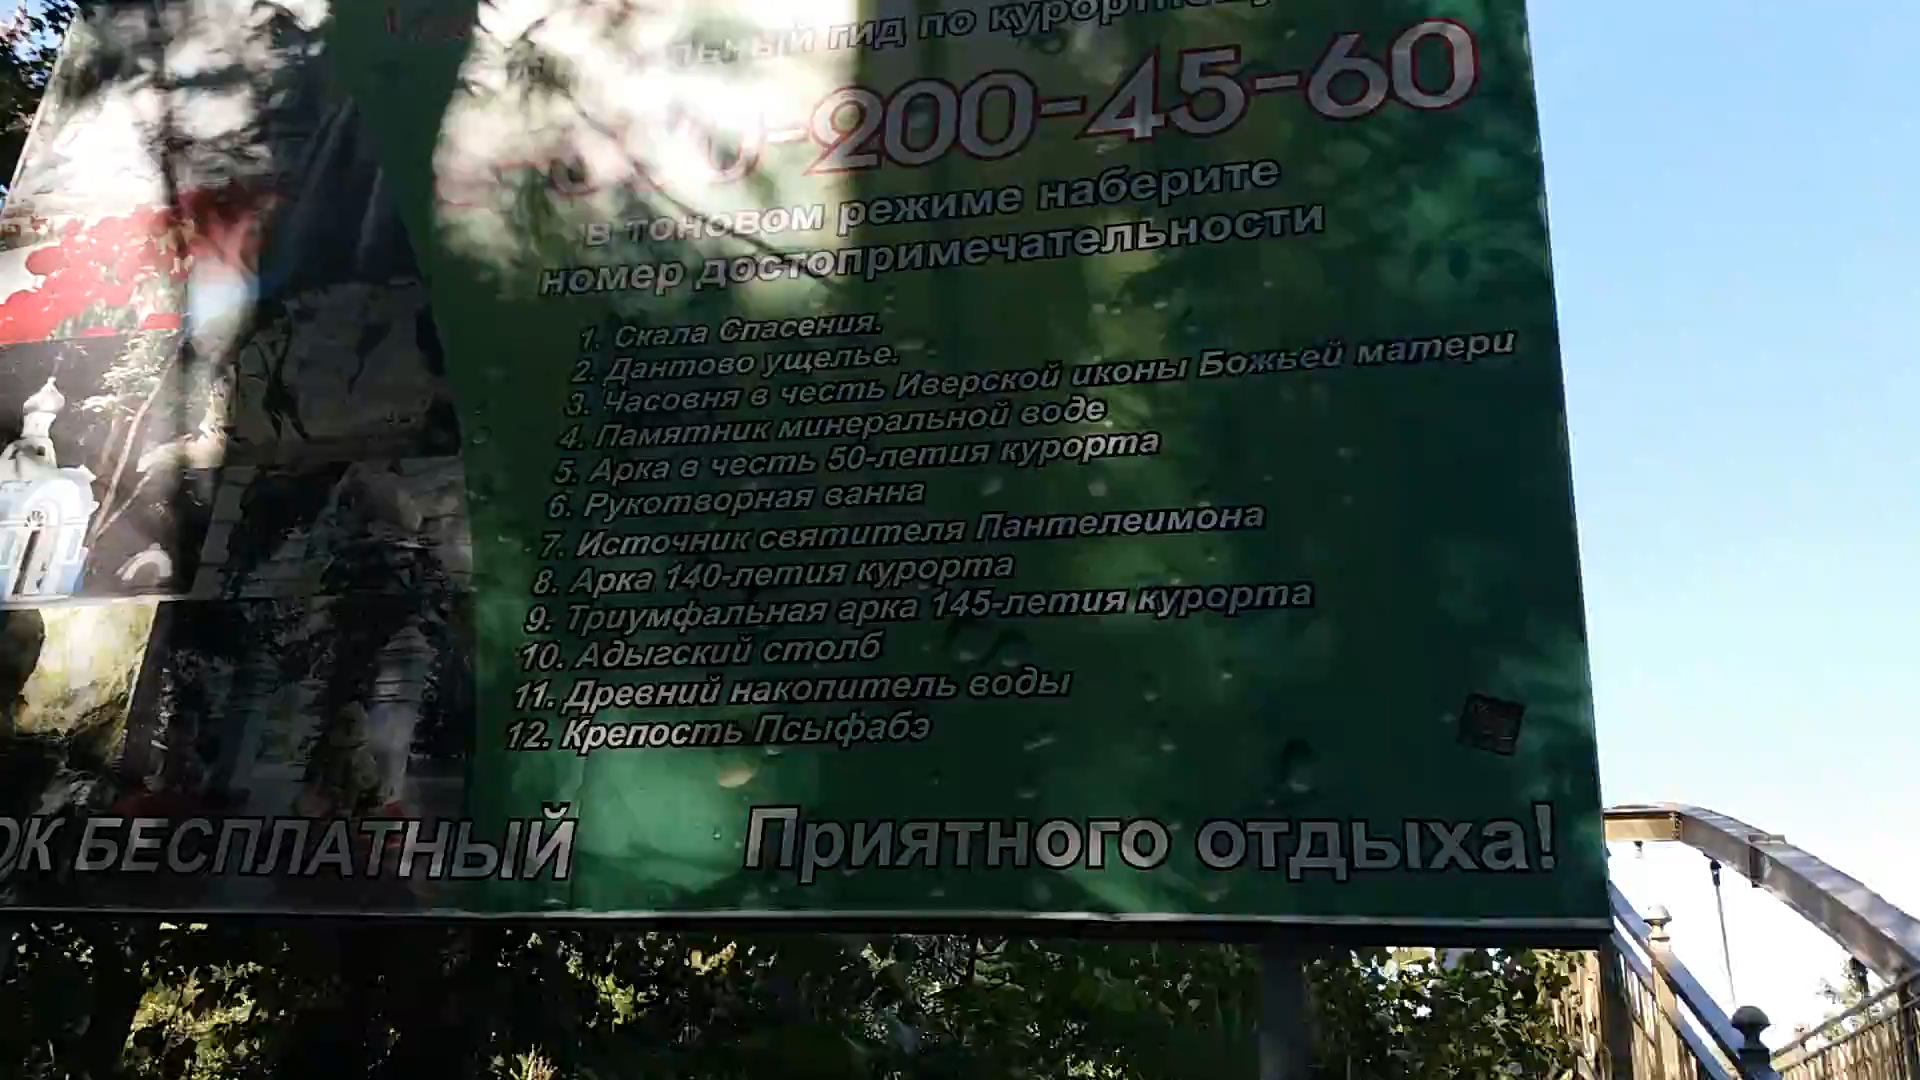 гид по
200-45-60
в тоновом режиме наберите
номер достопримечательности
1. Скала Спасения.
2. Дантово ущелье.
3. Часовня в честь Иверской иконы Божьей матери
4. Памятник минеральной воде
5. Арка в честь 50-летия курорта
6. Рукотворная ванна
7. Источник святителя Пантелеимона
8. Арка 140-летия курорта
9. Триумфальная арка 145-летия курорта
10. Адыгский столб
11. Древний накопитель воды
12. Крепость Псыфабэ
БЕСПЛАТНЫЙ
Приятного отдыха!